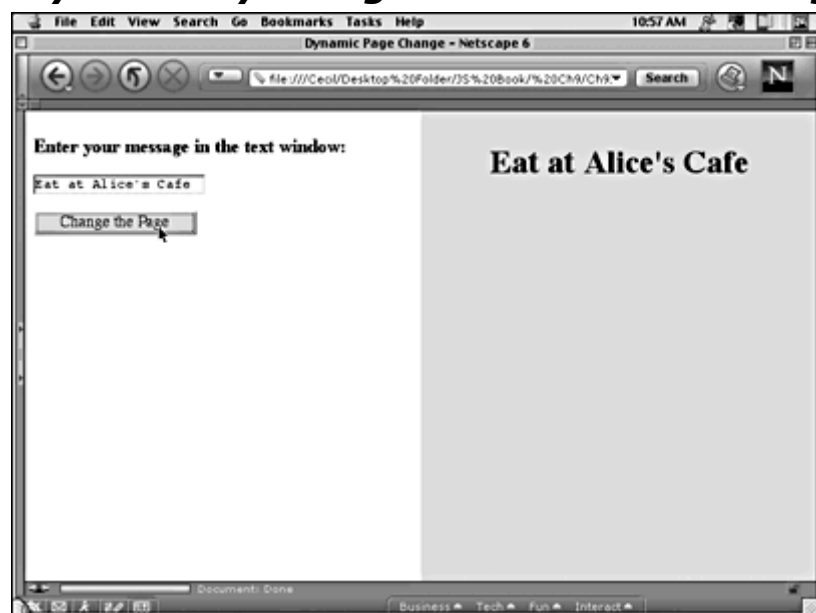 File Edit View Search Go Bookmarks Tasks Help 10:57 AM
Dynamic Page Change - Netscape 6
file:///Cecil/Desktop%20Folder/JS%20Book/%20Ch9/Ch9. Search N
Enter your message in the text window:
Eat at Alice's Cafe
Eat at Alice's Cafe
Change the Page
Document: Done
Business Tech Fun Interact